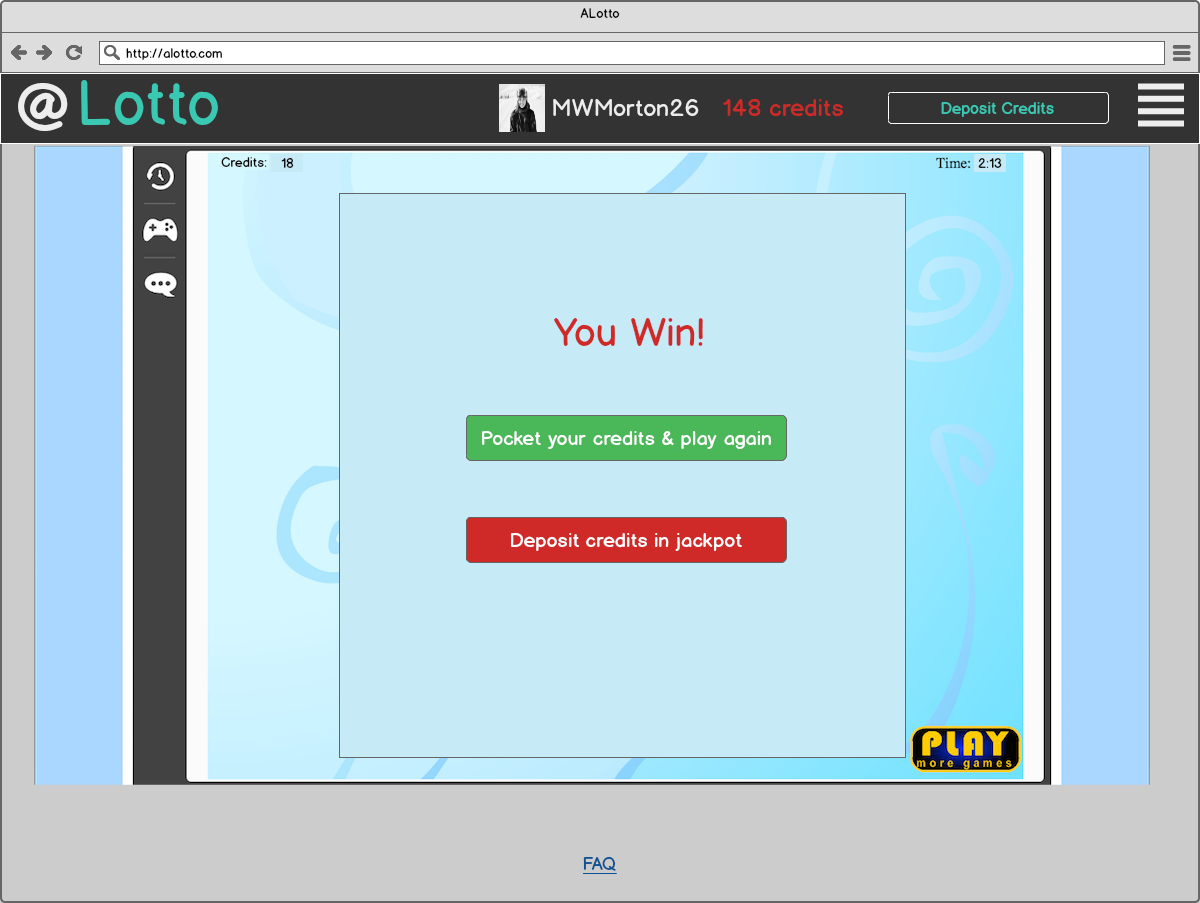 ALotto
http://alotto.com
@Lotto
MWMorton26
148 credits
Deposit Credits
Credits: 18
Time: 2:13
You Win!
Pocket your credits & play again
Deposit credits in jackpot
PLAY
more games
FAQ